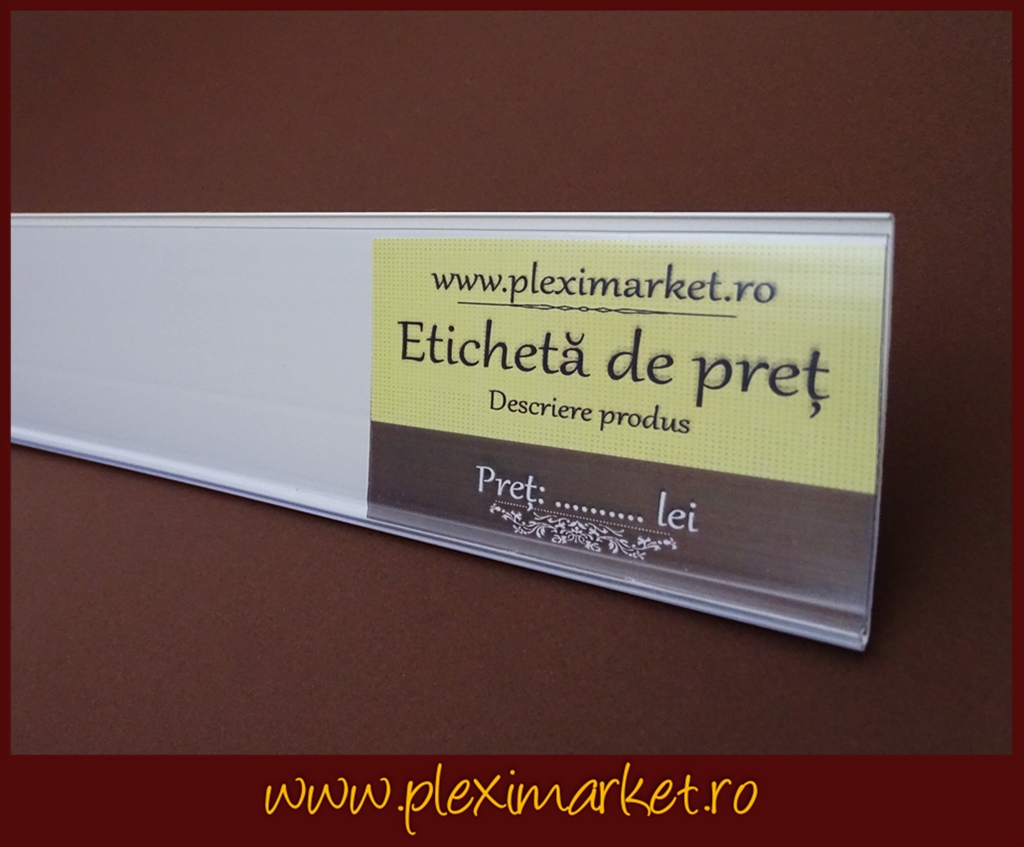 www.pleximarket.ro
Etichetă de preț
Descriere produs
Preț: .......... lei
www.pleximarket.ro